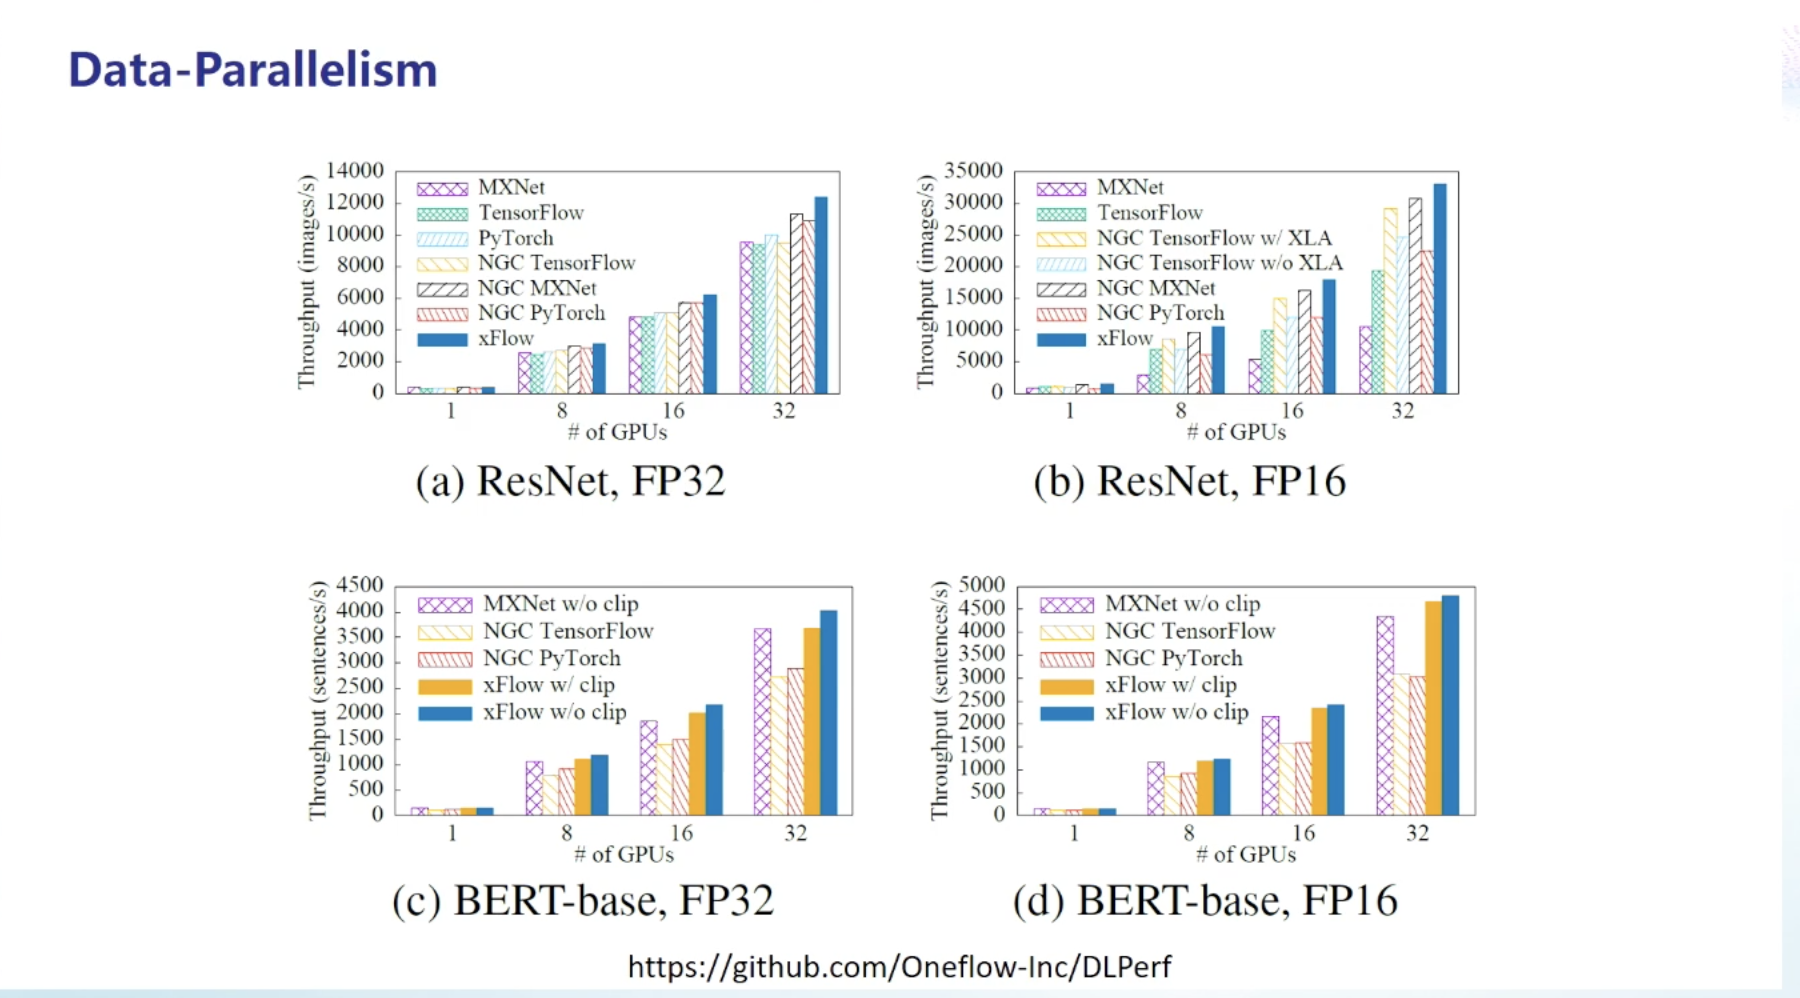 Data-Parallelism
Throughput (images/s)
14000
12000
10000
8000
6000
4000
2000
0
MXNet
TensorFlow
PyTorch
NGC TensorFlow
NGC MXNet
NGC PyTorch
xFlow
1 8 16 32
# of GPUs
(a) ResNet, FP32
Throughput (images/s)
35000
30000
25000
20000
15000
10000
5000
0
MXNet
TensorFlow
NGC TensorFlow w/ XLA
NGC TensorFlow w/o XLA
NGC MXNet
NGC PyTorch
xFlow
1 8 16 32
# of GPUs
(b) ResNet, FP16
Throughput (sentences/s)
4500
4000
3500
3000
2500
2000
1500
1000
500
0
MXNet w/o clip
NGC TensorFlow
NGC PyTorch
xFlow w/ clip
xFlow w/o clip
1 8 16 32
# of GPUs
(c) BERT-base, FP32
Throughput (sentences/s)
5000
4500
4000
3500
3000
2500
2000
1500
1000
500
0
MXNet w/o clip
NGC TensorFlow
NGC PyTorch
xFlow w/ clip
xFlow w/o clip
1 8 16 32
# of GPUs
(d) BERT-base, FP16
https://github.com/Oneflow-Inc/DLPerf